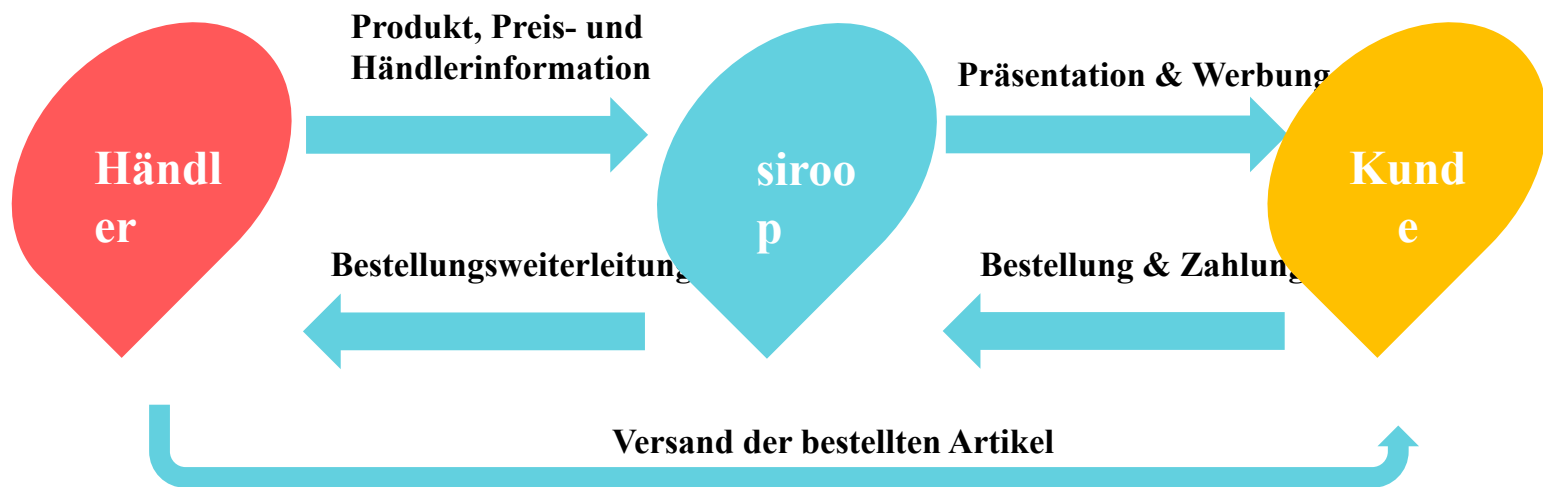 Produkt, Preis- und
Händlerinformation
Präsentation & Werbung
Händl
er
siroo
p
Kund
e
Bestellungsweiterleitung
Bestellung & Zahlung
Versand der bestellten Artikel